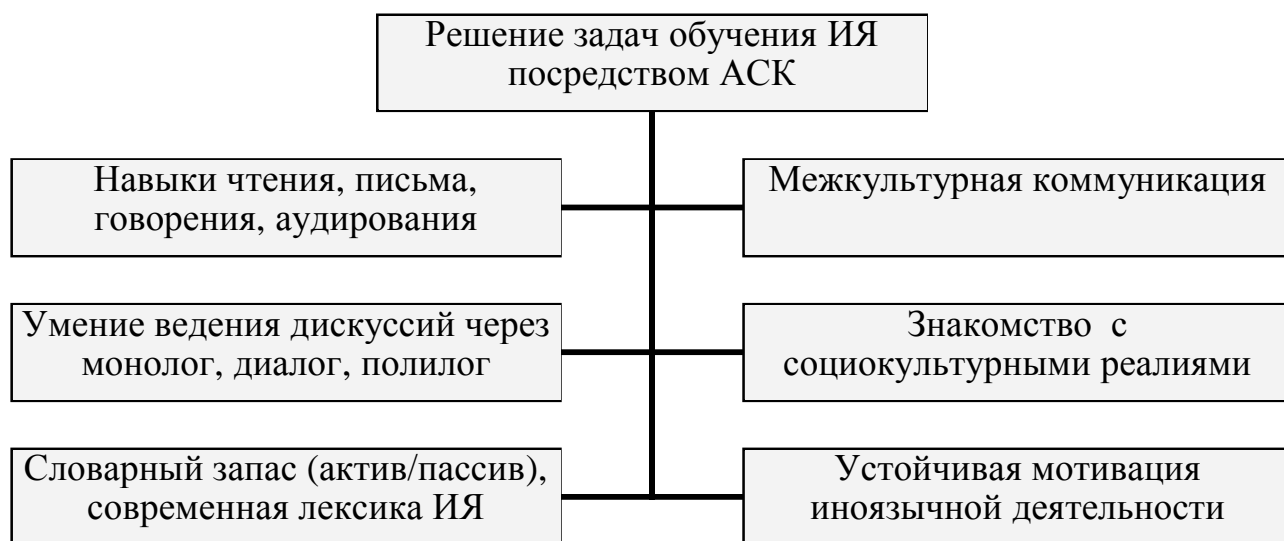 Решение задач обучения ИЯ
посредством АСК
Навыки чтения, письма,
говорения, аудирования
Межкультурная коммуникация
Умение ведения дискуссий через
монолог, диалог, полилог
Знакомство с
социокультурными реалиями
Словарный запас (актив/пассив),
современная лексика ИЯ
Устойчивая мотивация
иноязычной деятельности